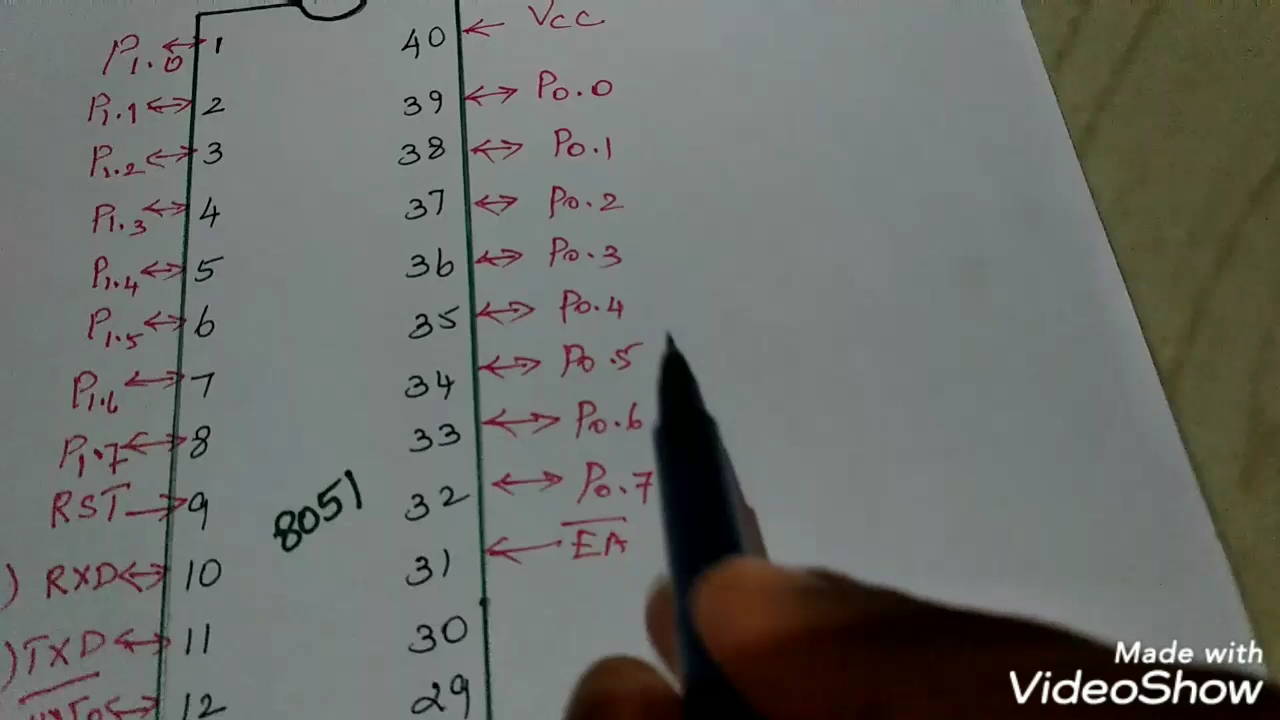 P1.0 ↔ 1 40 ← Vcc
P1.1 ↔ 2 39 ↔ P0.0
P1.2 ↔ 3 38 ↔ P0.1
P1.3 ↔ 4 37 ↔ P0.2
P1.4 ↔ 5 36 ↔ P0.3
P1.5 ↔ 6 35 ↔ P0.4
P1.6 ↔ 7 34 ↔ P0.5
P1.7 ↔ 8 33 ↔ P0.6
RST → 9 32 ↔ P0.7
8051
) RXD ↔ 10 31 ← E̅A̅
) TXD ↔ 11 30
↔ 12 29
Made with
VideoShow